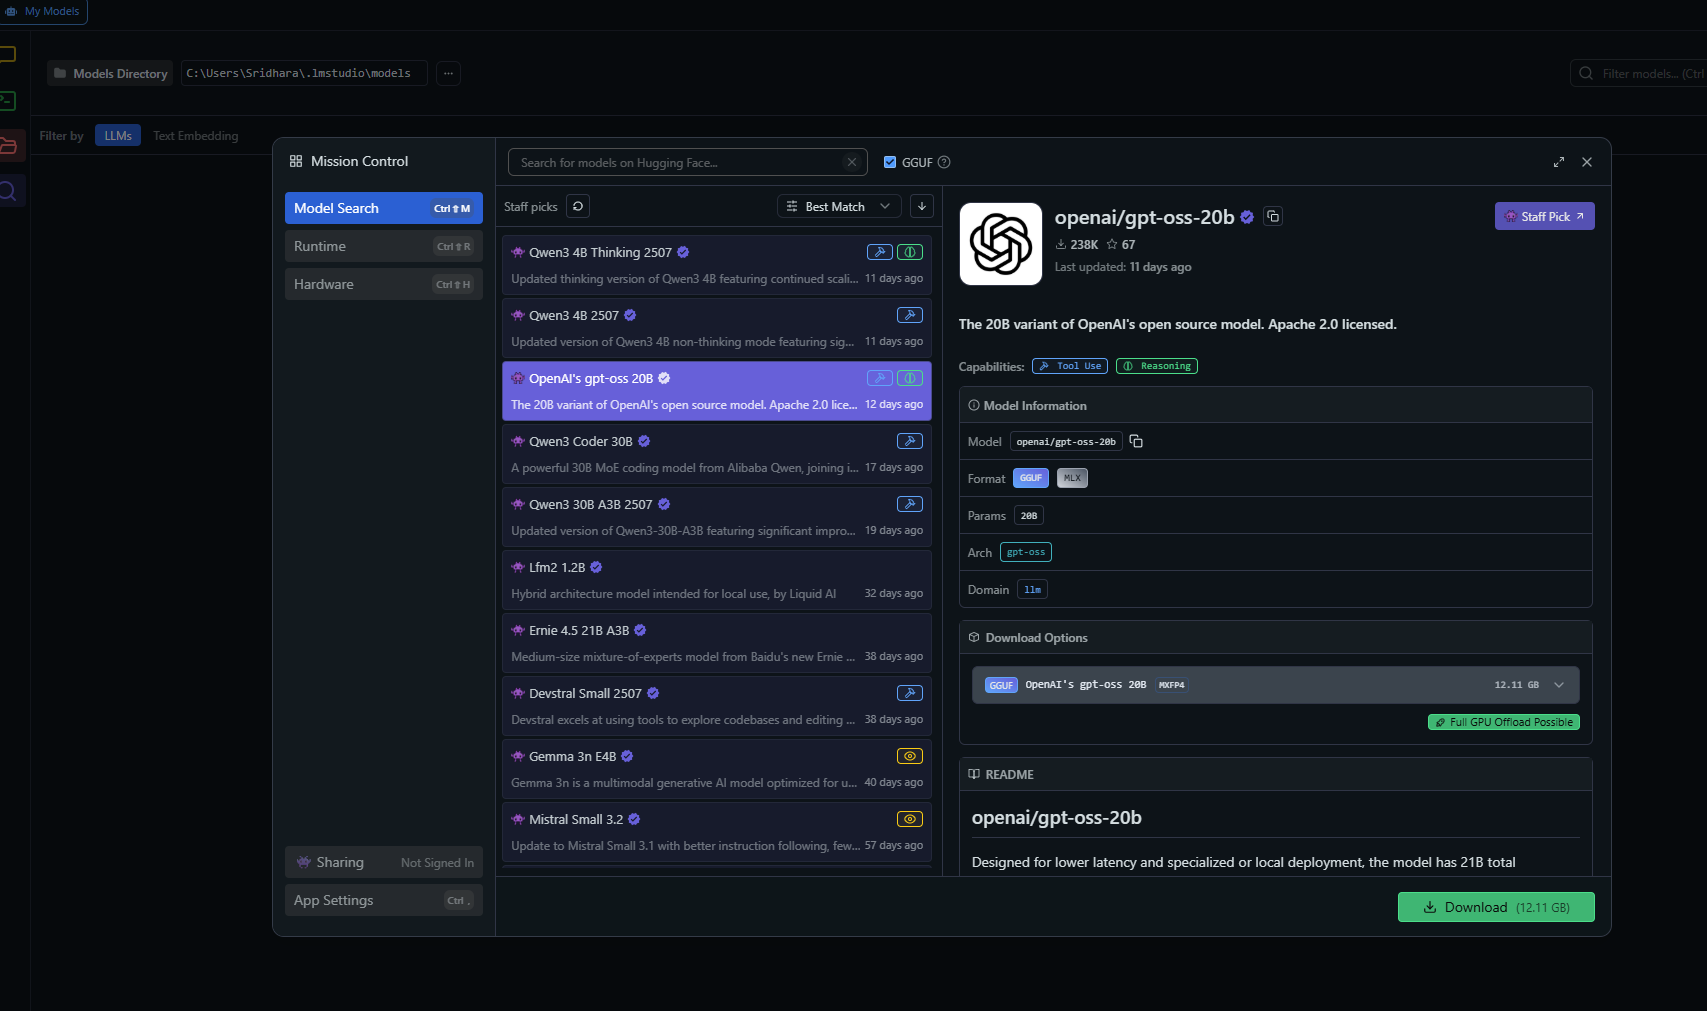 My Models
Models Directory
C:\Users\Sridhara\.lmstudio\models
...
Filter models... (Ctrl
Filter by
LLMs
Text Embedding
Mission Control
Model Search
Ctrl⇧M
Runtime
Ctrl⇧R
Hardware
Ctrl⇧H
Sharing
Not Signed In
App Settings
Ctrl ,
Search for models on Hugging Face...
GGUF
Staff picks
Best Match
Qwen3 4B Thinking 2507
Updated thinking version of Qwen3 4B featuring continued scali... 11 days ago
Qwen3 4B 2507
Updated version of Qwen3 4B non-thinking mode featuring sig... 11 days ago
OpenAI's gpt-oss 20B
The 20B variant of OpenAI's open source model. Apache 2.0 lice... 12 days ago
Qwen3 Coder 30B
A powerful 30B MoE coding model from Alibaba Qwen, joining i... 17 days ago
Qwen3 30B A3B 2507
Updated version of Qwen3-30B-A3B featuring significant impro... 19 days ago
Lfm2 1.2B
Hybrid architecture model intended for local use, by Liquid AI 32 days ago
Ernie 4.5 21B A3B
Medium-size mixture-of-experts model from Baidu's new Ernie ... 38 days ago
Devstral Small 2507
Devstral excels at using tools to explore codebases and editing ... 38 days ago
Gemma 3n E4B
Gemma 3n is a multimodal generative AI model optimized for u... 40 days ago
Mistral Small 3.2
Update to Mistral Small 3.1 with better instruction following, few... 57 days ago
openai/gpt-oss-20b
Staff Pick
238K 67
Last updated: 11 days ago
The 20B variant of OpenAI's open source model. Apache 2.0 licensed.
Capabilities: Tool Use Reasoning
Model Information
Model openai/gpt-oss-20b
Format GGUF MLX
Params 20B
Arch gpt-oss
Domain llm
Download Options
GGUF OpenAI's gpt-oss 20B MXFP4 12.11 GB
Full GPU Offload Possible
README
openai/gpt-oss-20b
Designed for lower latency and specialized or local deployment, the model has 21B total
Download (12.11 GB)